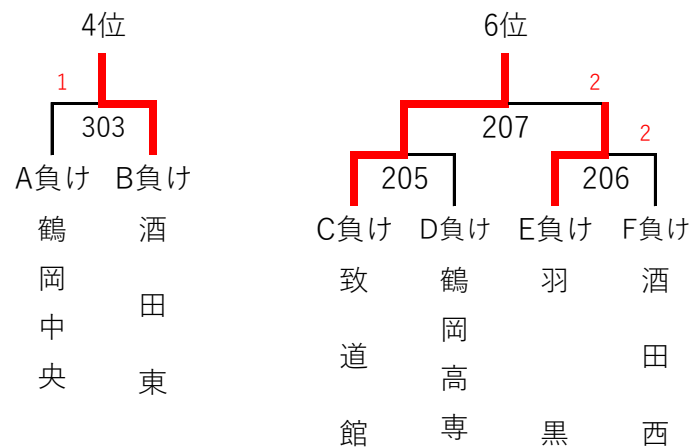 4位
6位
1
2
303
207
2
A負け
B負け
205
206
C負け
D負け
E負け
F負け
鶴岡中央
酒田東
致道館
鶴岡高専
羽黒
酒田西